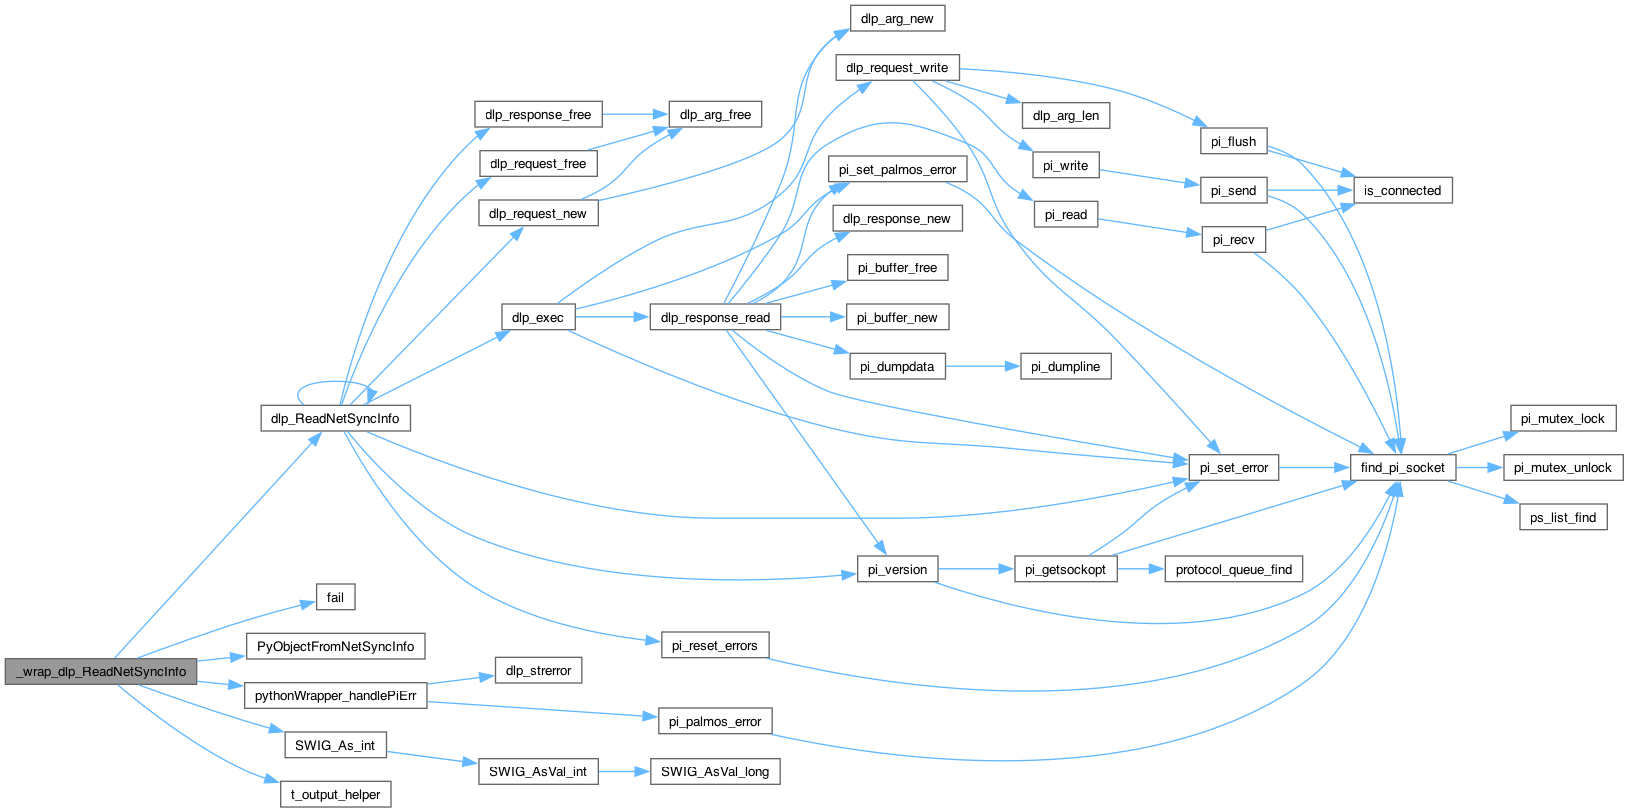 dlp_arg_new
dlp_request_write
dlp_response_free
dlp_arg_free
dlp_arg_len
pi_flush
dlp_request_free
pi_write
pi_set_palmos_error
pi_send
is_connected
dlp_request_new
dlp_response_new
pi_read
pi_recv
pi_buffer_free
dlp_exec
dlp_response_read
pi_buffer_new
pi_dumpdata
pi_dumpline
dlp_ReadNetSyncInfo
pi_mutex_lock
pi_set_error
find_pi_socket
pi_mutex_unlock
ps_list_find
pi_version
pi_getsockopt
protocol_queue_find
fail
PyObjectFromNetSyncInfo
pi_reset_errors
_wrap_dlp_ReadNetSyncInfo
dlp_strerror
pythonWrapper_handlePiErr
pi_palmos_error
SWIG_As_int
SWIG_AsVal_int
SWIG_AsVal_long
t_output_helper